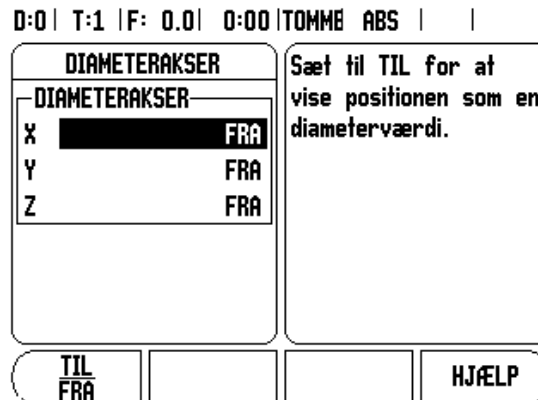 D:0 | T:1 | F: 0.0 | 0:00 | TOMME ABS | |
DIAMETERAKSER
DIAMETERAKSER
X FRA
Y FRA
Z FRA
Sæt til TIL for at
vise positionen som en
diameterværdi.
TIL
FRA
HJÆLP